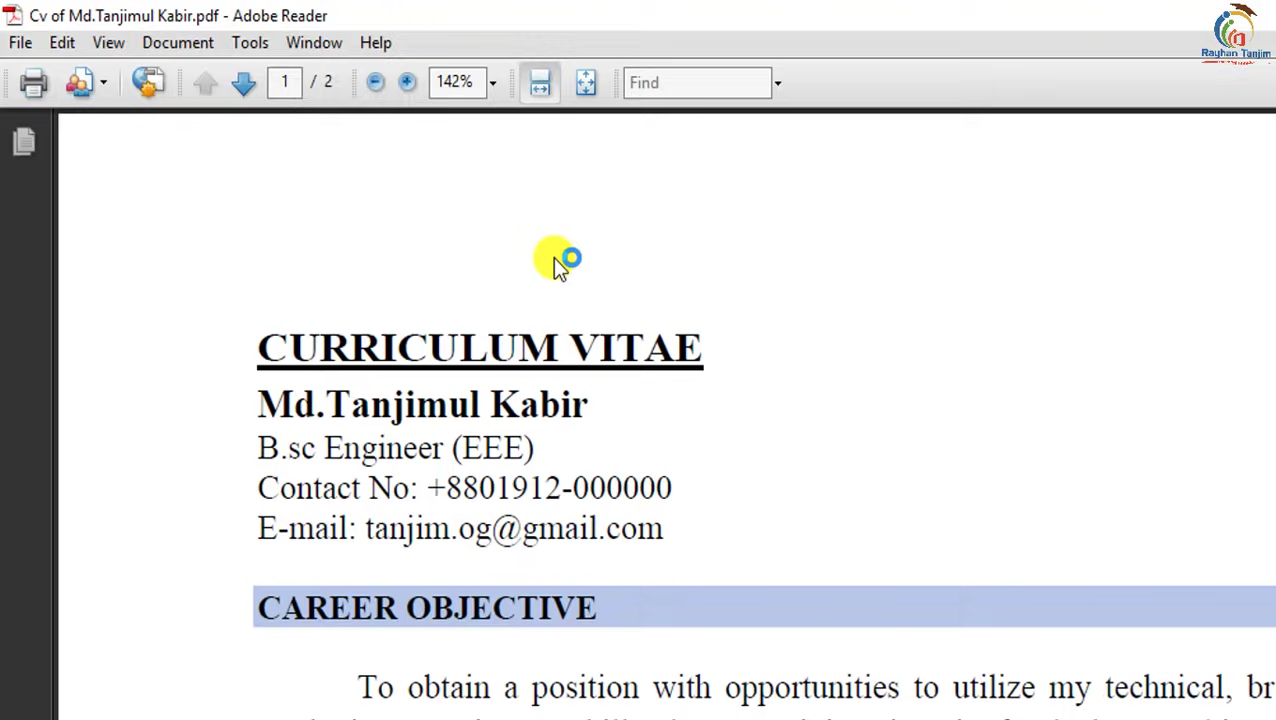 Cv of Md.Tanjimul Kabir.pdf - Adobe Reader
File Edit View Document Tools Window Help
Rayhan Tanjim
1 / 2 142% Find
CURRICULUM VITAE
Md.Tanjimul Kabir
B.sc Engineer (EEE)
Contact No: +8801912-000000
E-mail: tanjim.og@gmail.com
CAREER OBJECTIVE
To obtain a position with opportunities to utilize my technical, br